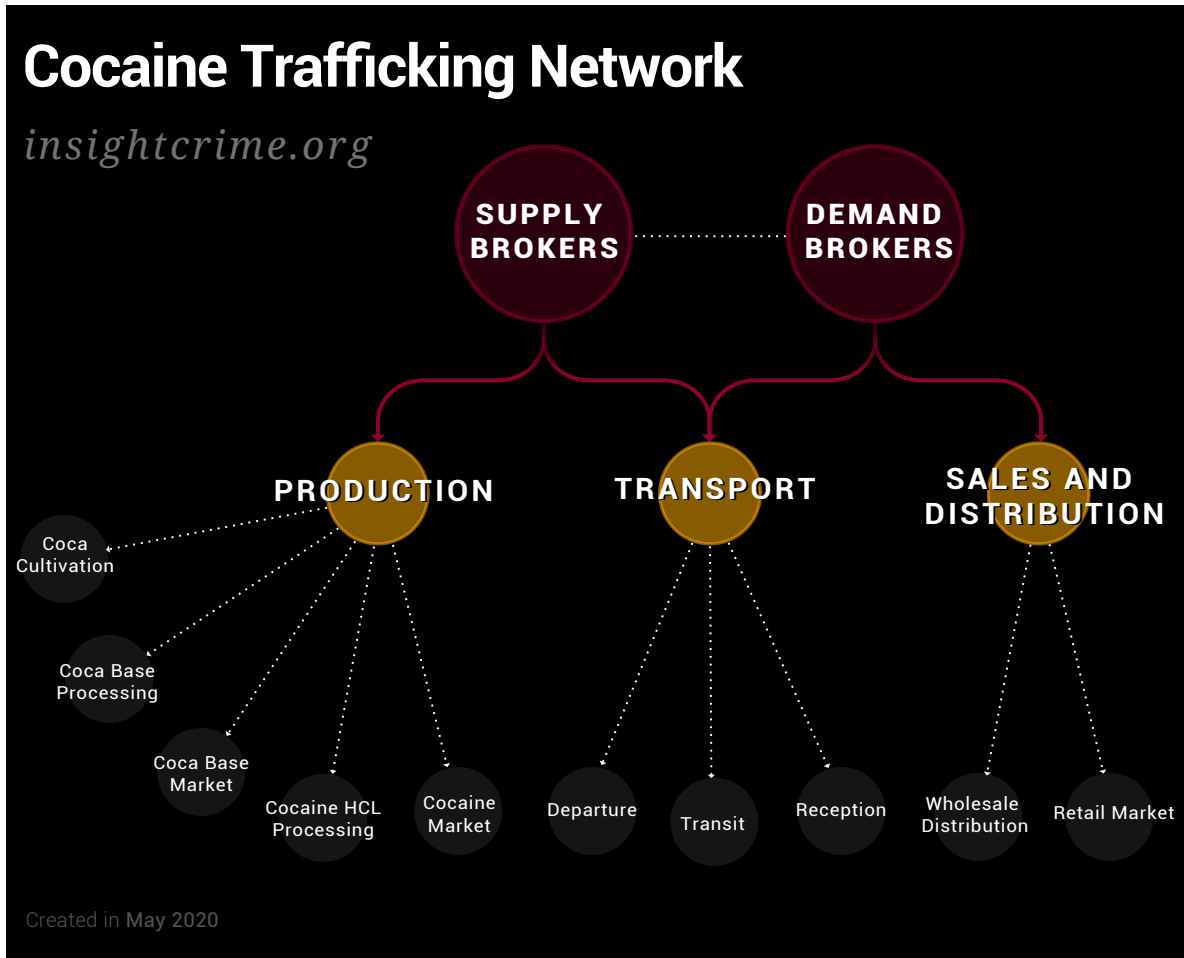 Cocaine Trafficking Network
insightcrime.org
SUPPLY
BROKERS
DEMAND
BROKERS
PRODUCTION
TRANSPORT
SALES AND
DISTRIBUTION
Coca
Cultivation
Coca Base
Processing
Coca Base
Market
Cocaine HCL
Processing
Cocaine
Market
Departure
Transit
Reception
Wholesale
Distribution
Retail Market
Created in May 2020